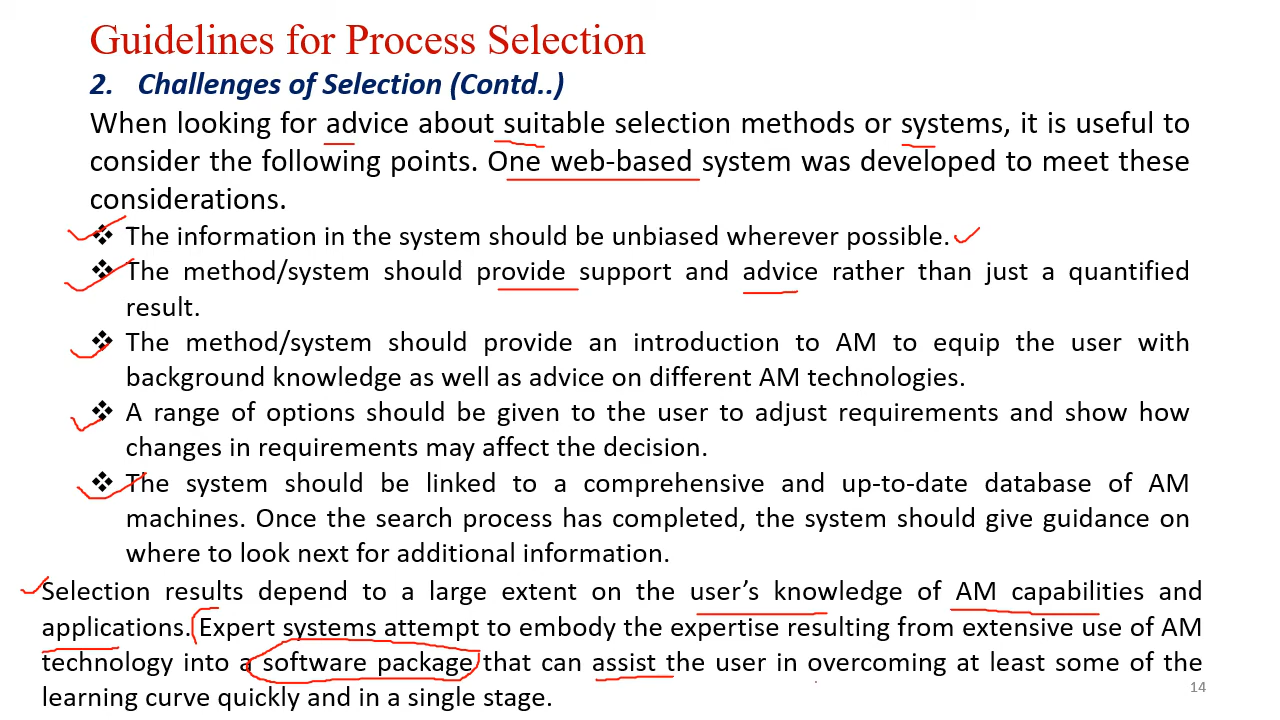 Guidelines for Process Selection
2. Challenges of Selection (Contd..)
When looking for advice about suitable selection methods or systems, it is useful to
consider the following points. One web-based system was developed to meet these
considerations.
❖ The information in the system should be unbiased wherever possible.
❖ The method/system should provide support and advice rather than just a quantified
result.
❖ The method/system should provide an introduction to AM to equip the user with
background knowledge as well as advice on different AM technologies.
❖ A range of options should be given to the user to adjust requirements and show how
changes in requirements may affect the decision.
❖ The system should be linked to a comprehensive and up-to-date database of AM
machines. Once the search process has completed, the system should give guidance on
where to look next for additional information.
Selection results depend to a large extent on the user’s knowledge of AM capabilities and
applications. Expert systems attempt to embody the expertise resulting from extensive use of AM
technology into a software package that can assist the user in overcoming at least some of the
learning curve quickly and in a single stage.
14